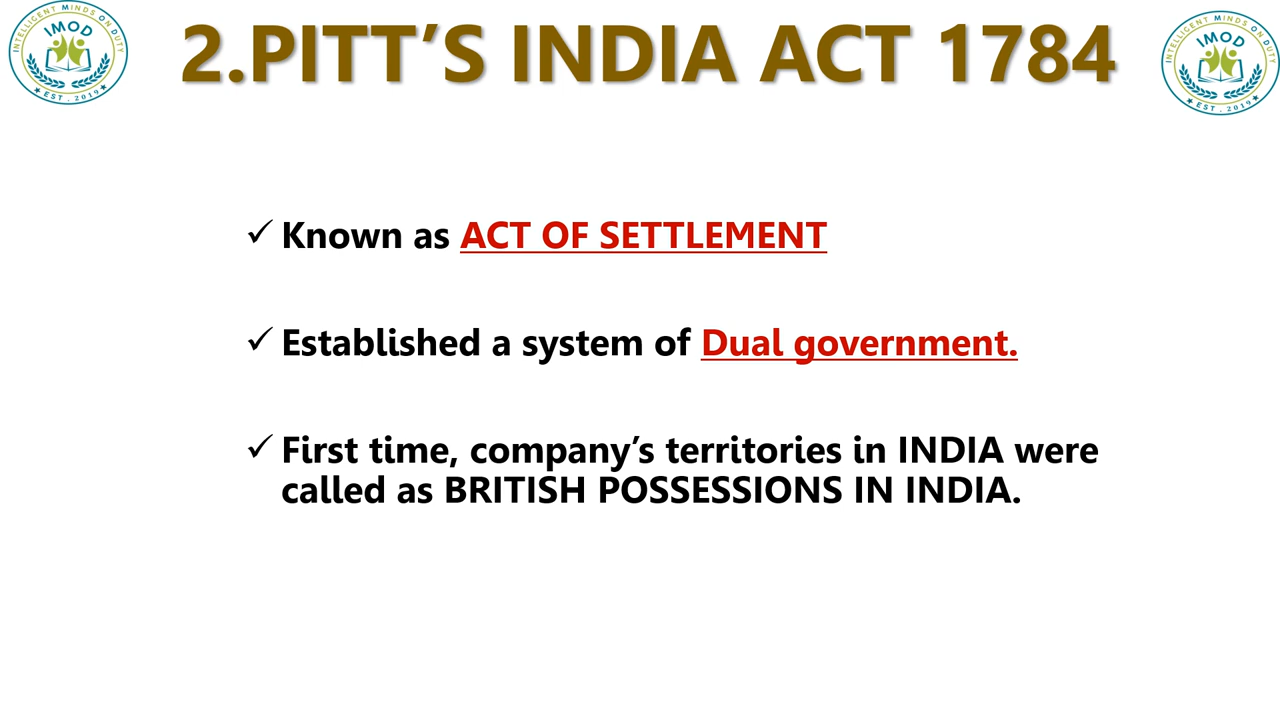 INTELLIGENT MINDS ON DUTY
IMOD
★ EST . 2019 ★
2.PITT’S INDIA ACT 1784
INTELLIGENT MINDS ON DUTY
IMOD
★ EST . 2019 ★
✓ Known as ACT OF SETTLEMENT
✓ Established a system of Dual government.
✓ First time, company’s territories in INDIA were
called as BRITISH POSSESSIONS IN INDIA.